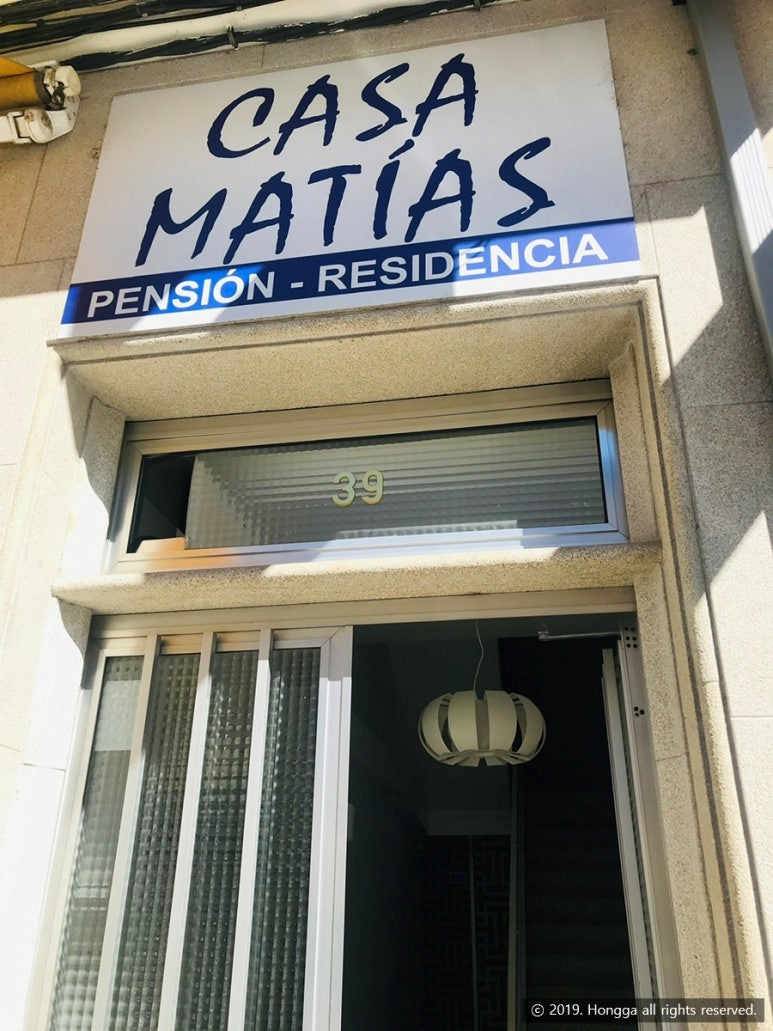 CASA
MATÍAS
PENSIÓN - RESIDENCIA
39
© 2019. Hongga all rights reserved.